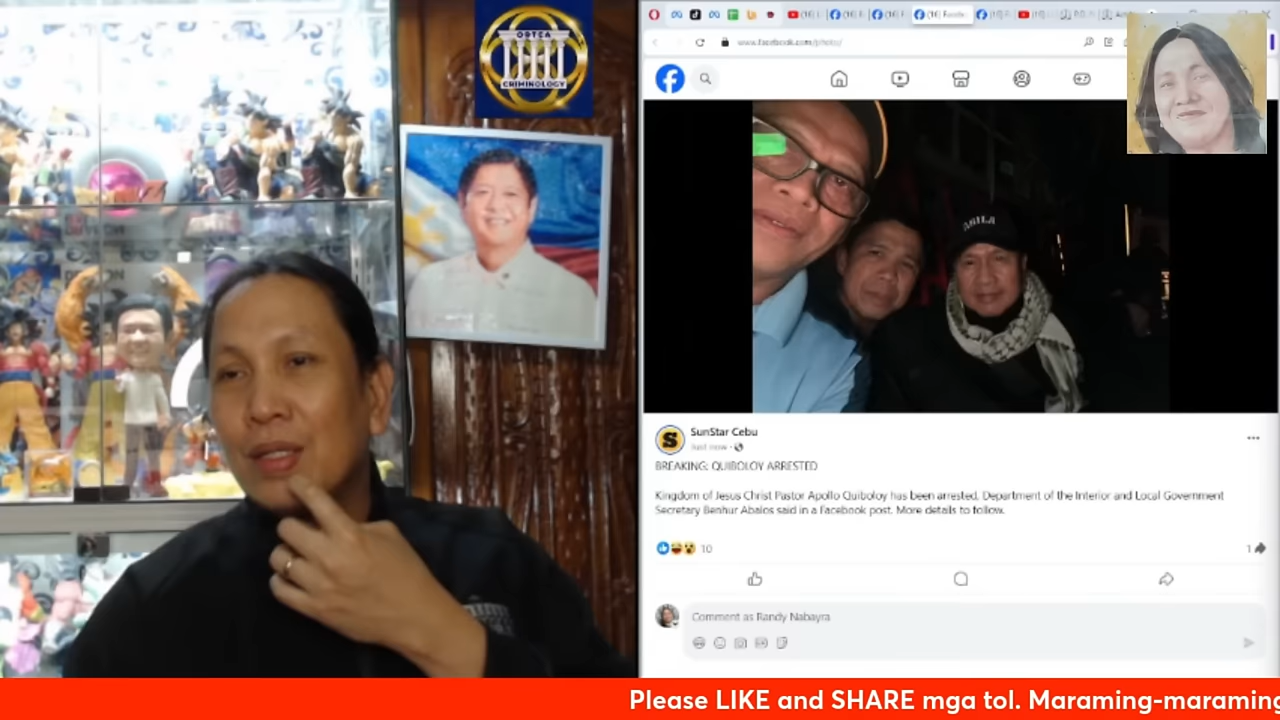 ORTCA
CRIMINOLOGY
www.facebook.com/photo/
SunStar Cebu
Just now
BREAKING: QUIBOLOY ARRESTED
Kingdom of Jesus Christ Pastor Apollo Quiboloy has been arrested, Department of the Interior and Local Government
Secretary Benhur Abalos said in a Facebook post. More details to follow.
10
1
Comment as Randy Nabayra
Please LIKE and SHARE mga tol. Maraming-maraming